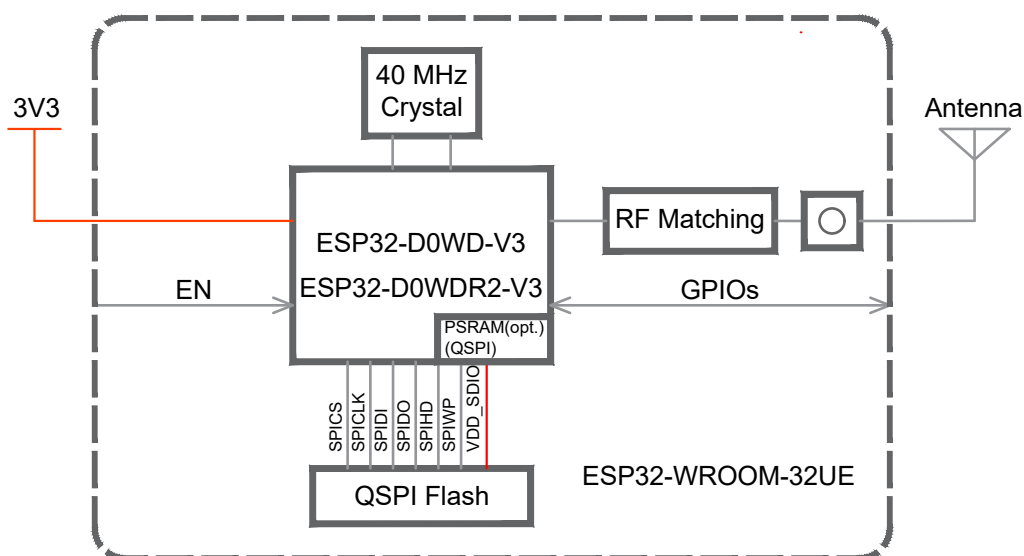 40 MHz
Crystal
3V3
Antenna
RF Matching
ESP32-D0WD-V3
ESP32-D0WDR2-V3
EN
GPIOs
PSRAM(opt.)
(QSPI)
SPICS
SPICLK
SPIDI
SPIDO
SPIHD
SPIWP
VDD_SDIO
QSPI Flash
ESP32-WROOM-32UE